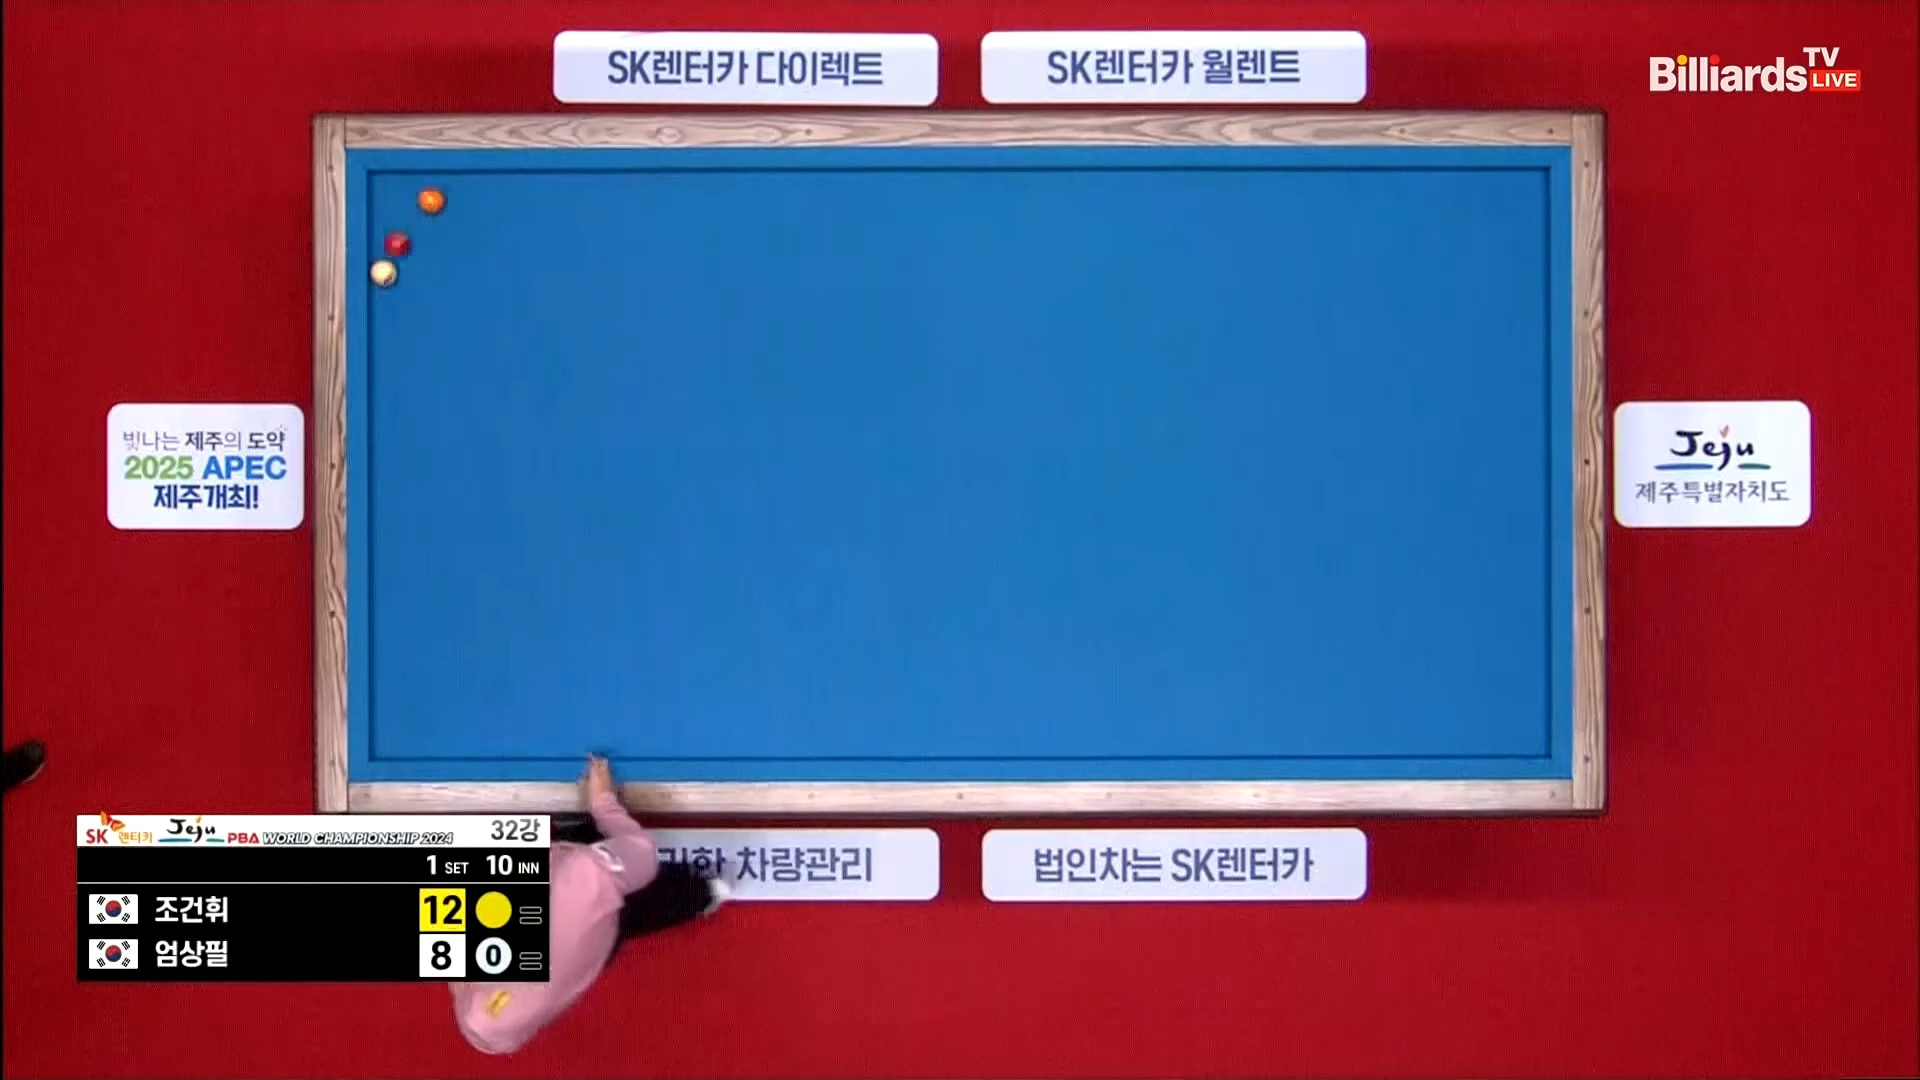 SK렌터카 다이렉트
SK렌터카 월렌트
Billiards TV
LIVE
빛나는 제주의 도약
2025 APEC
제주개최!
Jeju
제주특별자치도
차량관리
법인차는 SK렌터카
SK 렌터카 Jeju PBA WORLD CHAMPIONSHIP 2024 32강
1 SET 10 INN
조건휘 12
엄상필 8 0